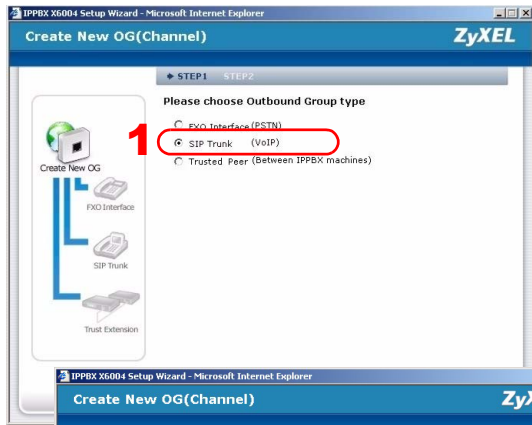 IPPBX X6004 Setup Wizard - Microsoft Internet Explorer
Create New OG(Channel)
ZyXEL
STEP1 STEP2
Please choose Outbound Group type
FXO Interface (PSTN)
1
SIP Trunk (VoIP)
Trusted Peer (Between IPPBX machines)
Create New OG
FXO Interface
SIP Trunk
Trust Extension
IPPBX X6004 Setup Wizard - Microsoft Internet Explorer
Create New OG(Channel)
ZyX